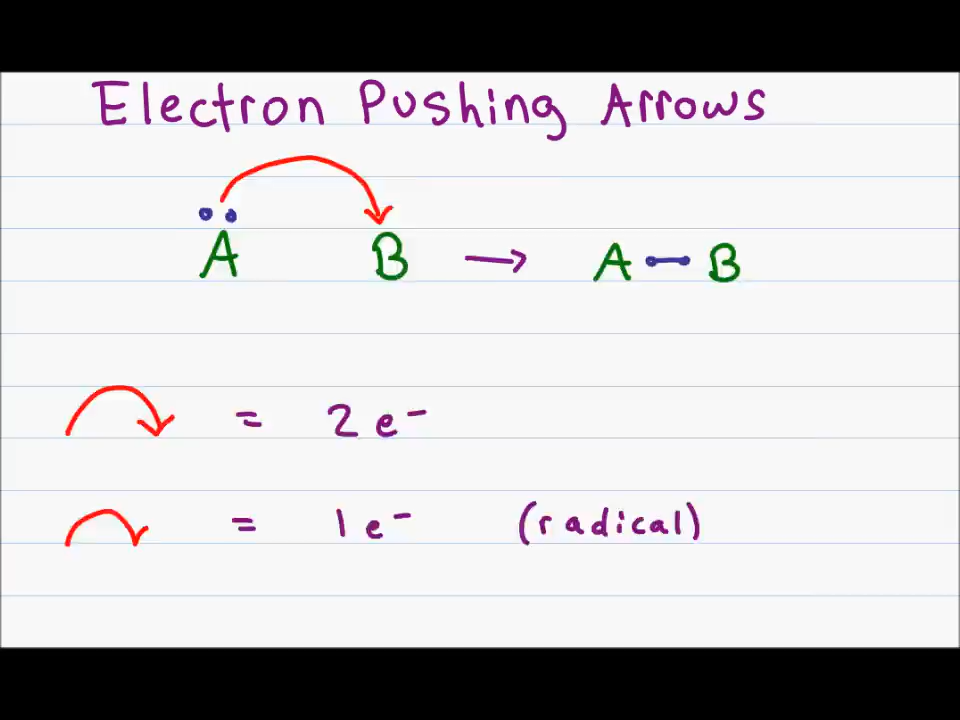 Electron Pushing Arrows
A B → A — B
= 2 e⁻
= 1 e⁻ (radical)